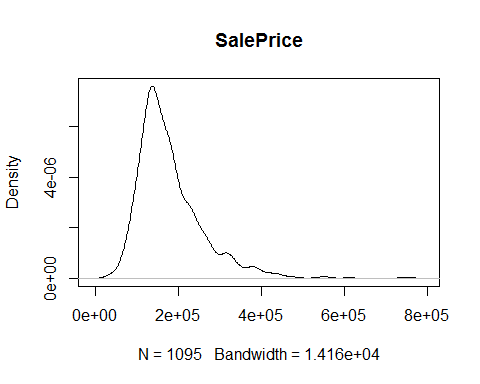 SalePrice
Density
4e-06
0e+00
0e+00 2e+05 4e+05 6e+05 8e+05
N = 1095 Bandwidth = 1.416e+04